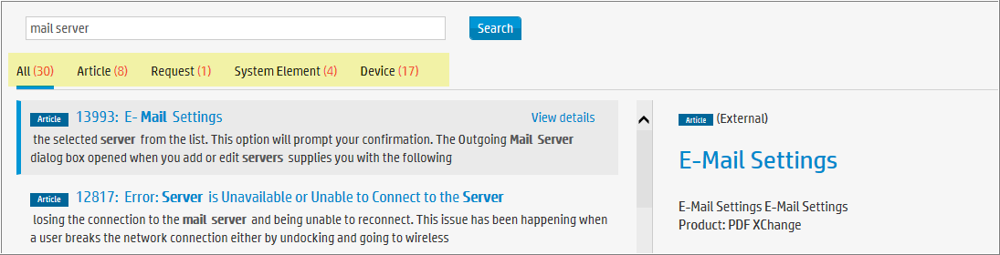 mail server
Search
All (30) Article (8) Request (1) System Element (4) Device (17)
Article 13993: E- Mail Settings View details
the selected server from the list. This option will prompt your confirmation. The Outgoing Mail Server
dialog box opened when you add or edit servers supplies you with the following
Article 12817: Error: Server is Unavailable or Unable to Connect to the Server
losing the connection to the mail server and being unable to reconnect. This issue has been happening when
a user breaks the network connection either by undocking and going to wireless
Article (External)
E-Mail Settings
E-Mail Settings E-Mail Settings
Product: PDF XChange